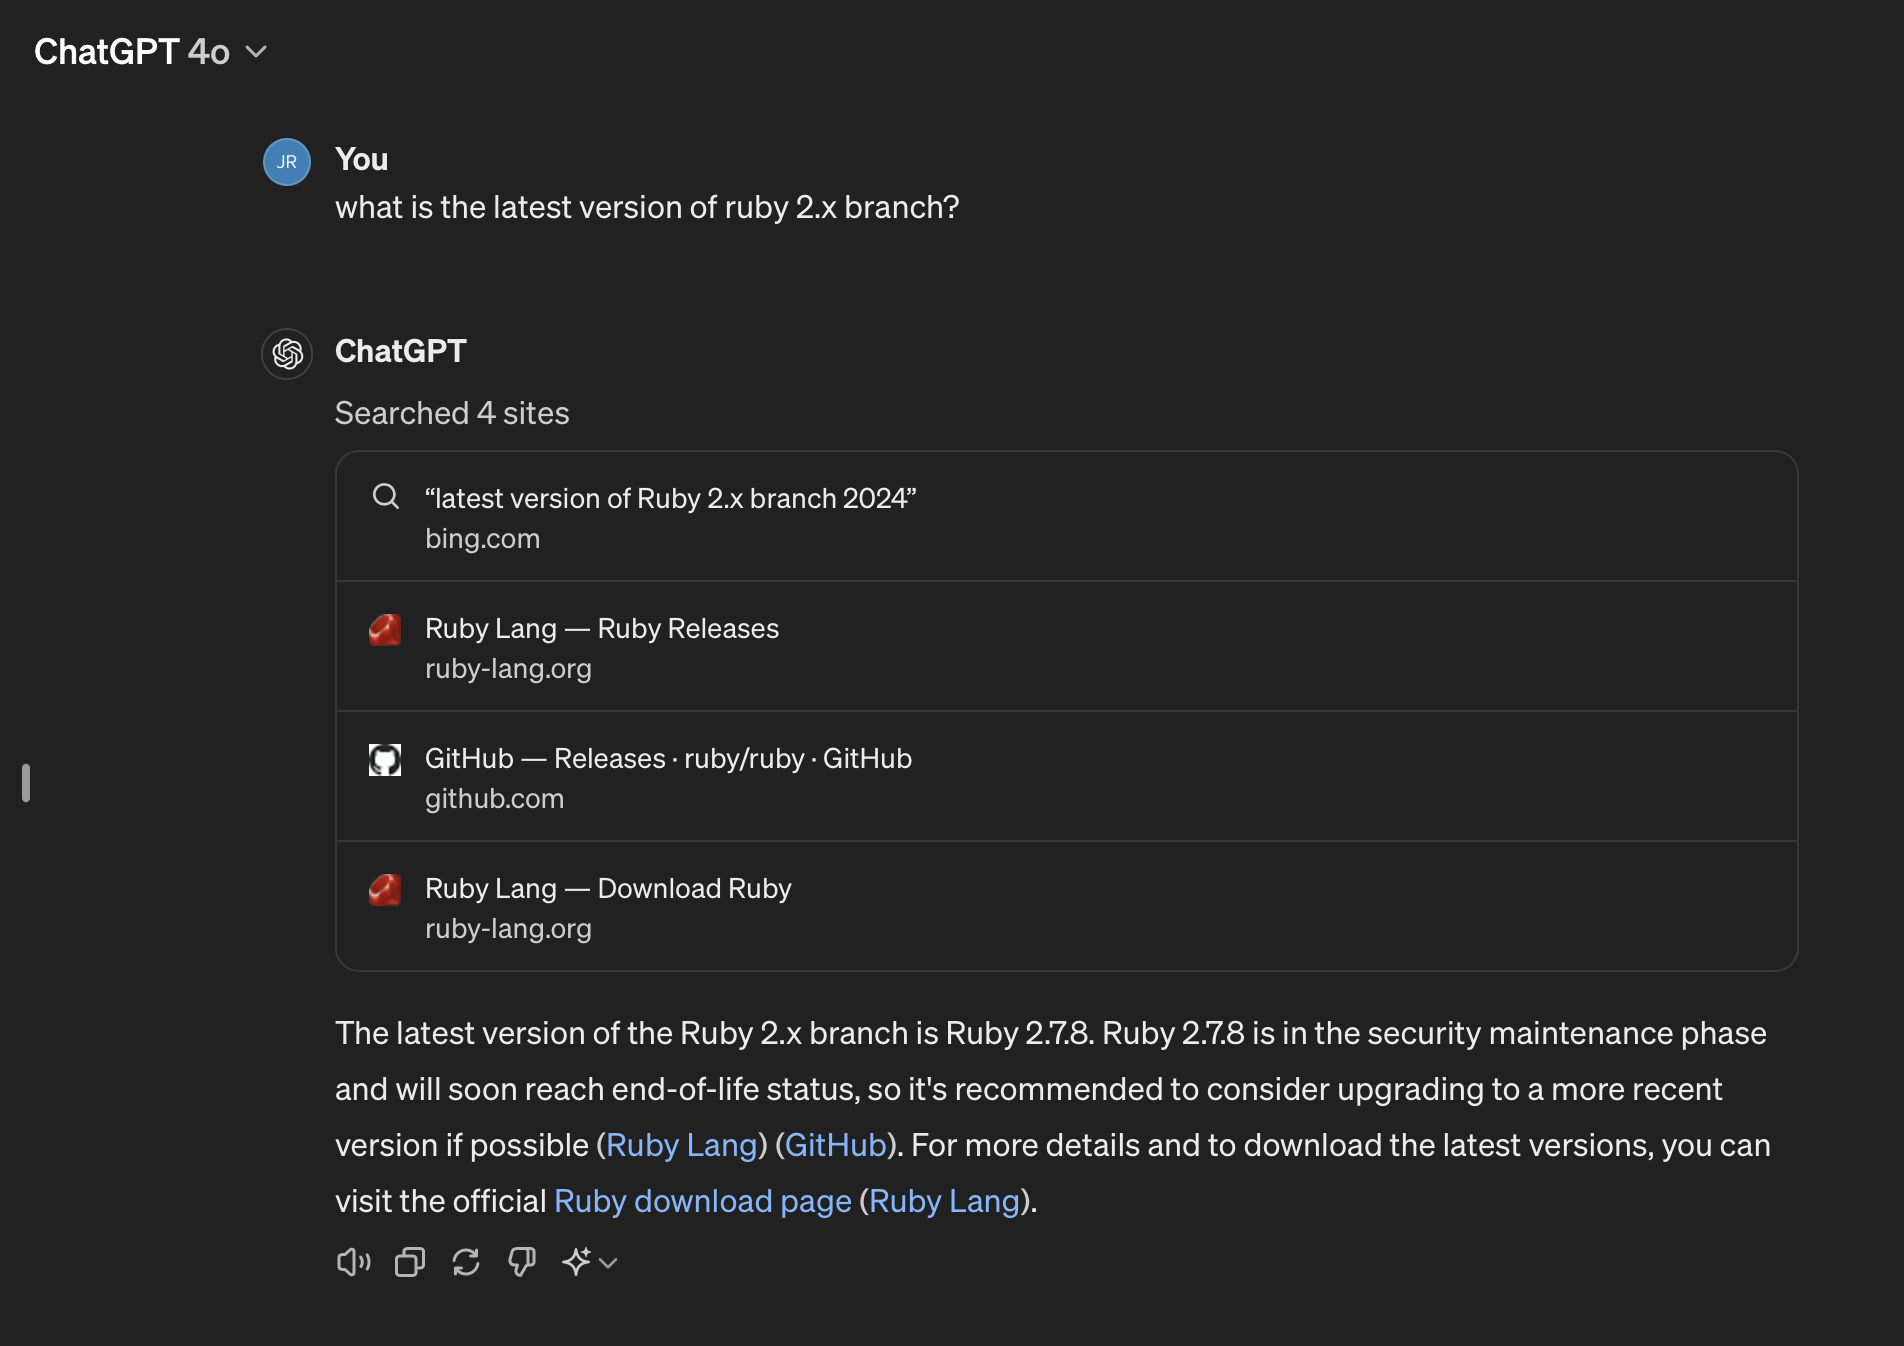 ChatGPT 4o
JR
You
what is the latest version of ruby 2.x branch?
ChatGPT
Searched 4 sites
“latest version of Ruby 2.x branch 2024”
bing.com
Ruby Lang — Ruby Releases
ruby-lang.org
GitHub — Releases · ruby/ruby · GitHub
github.com
Ruby Lang — Download Ruby
ruby-lang.org
The latest version of the Ruby 2.x branch is Ruby 2.7.8. Ruby 2.7.8 is in the security maintenance phase
and will soon reach end-of-life status, so it's recommended to consider upgrading to a more recent
version if possible (Ruby Lang) (GitHub). For more details and to download the latest versions, you can
visit the official Ruby download page (Ruby Lang).